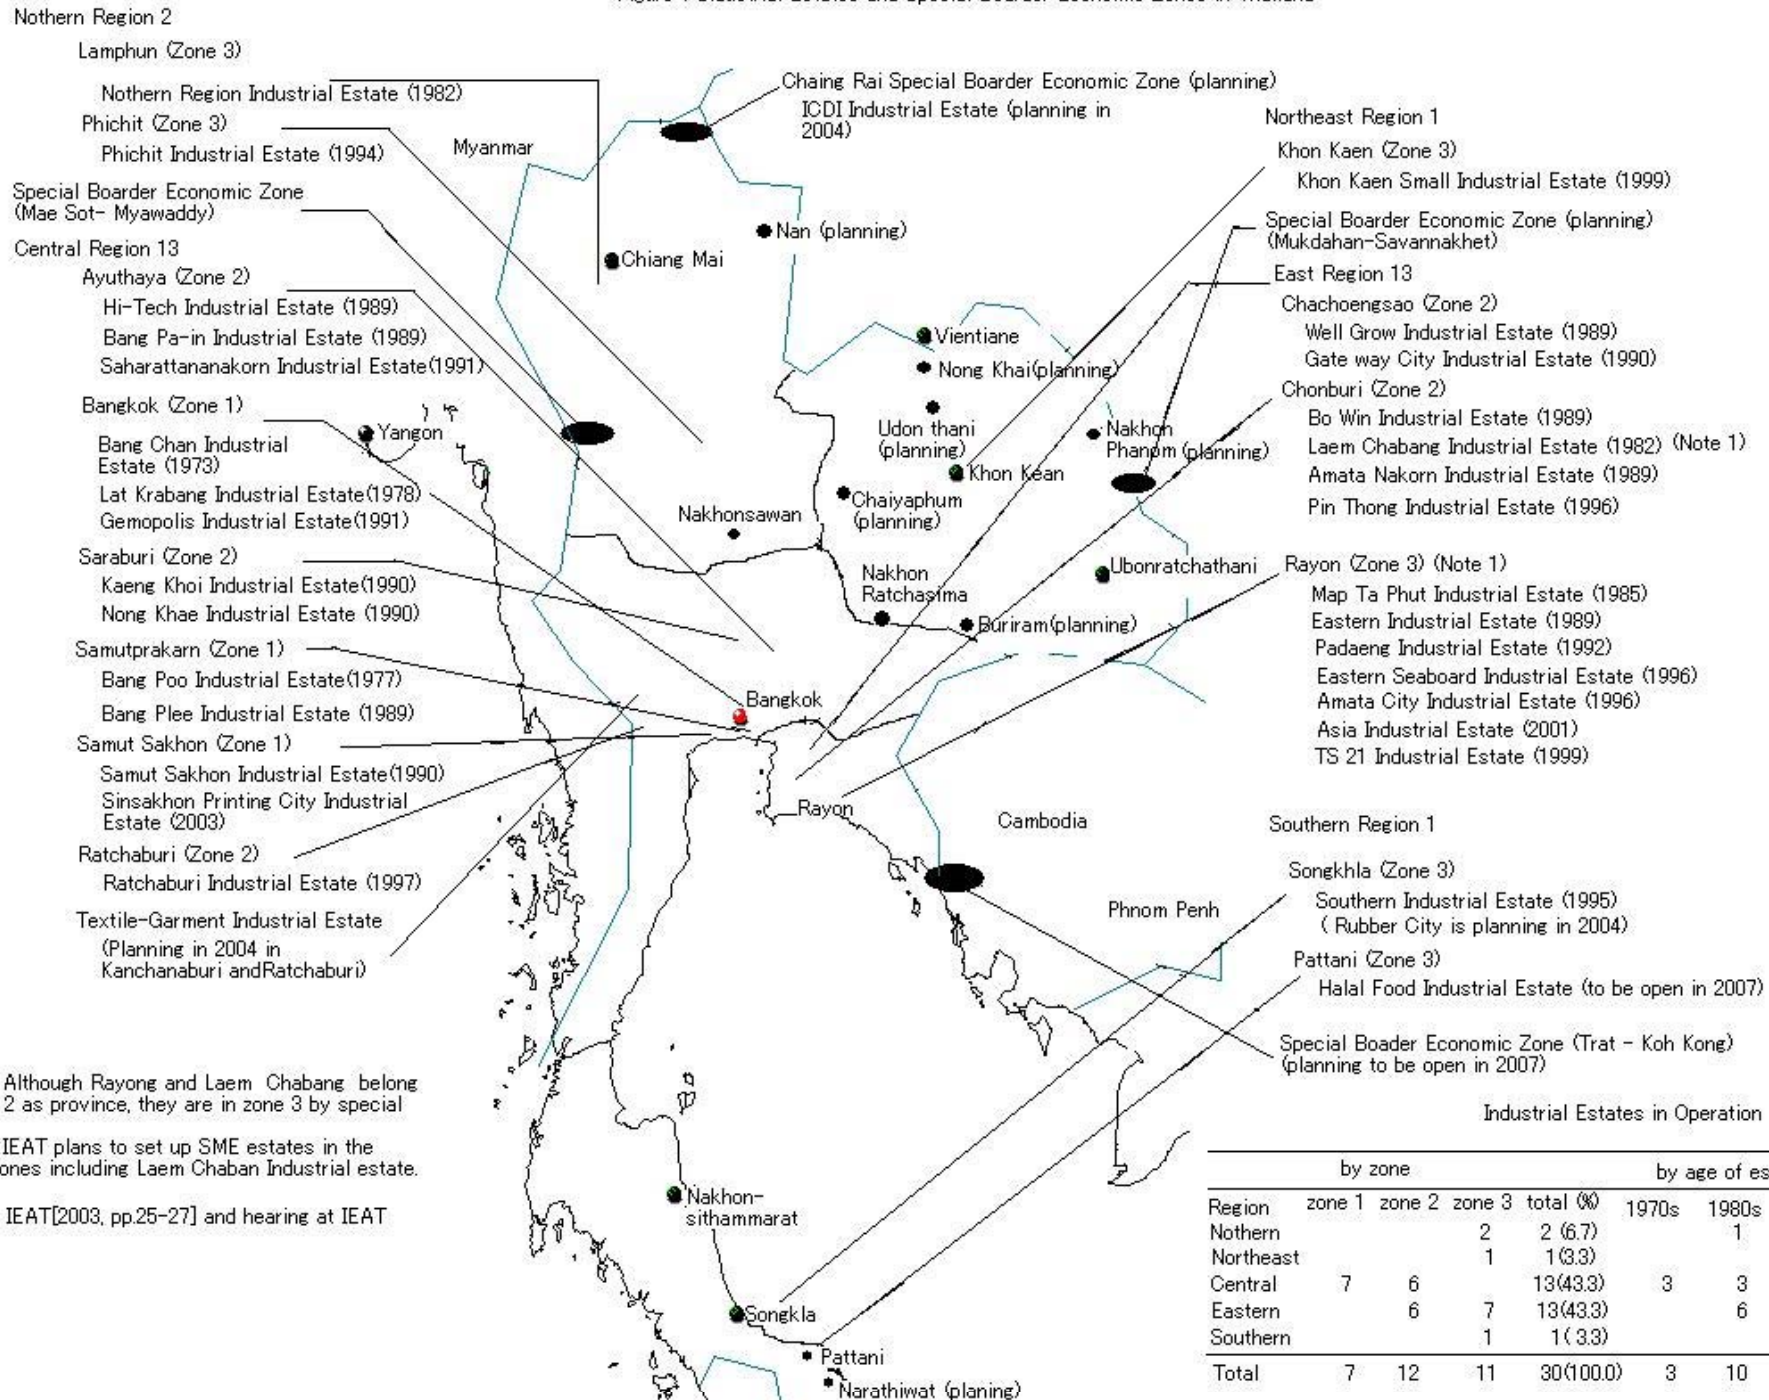 Figure 1 Industrial Estates and Special Boarder Economic Zones in Thailand
Nothern Region 2
Lamphun (Zone 3)
Nothern Region Industrial Estate (1982)
Phichit (Zone 3)
Phichit Industrial Estate (1994)
Special Boarder Economic Zone
(Mae Sot- Myawaddy)
Central Region 13
Ayuthaya (Zone 2)
Hi-Tech Industrial Estate (1989)
Bang Pa-in Industrial Estate (1989)
Saharattananakorn Industrial Estate(1991)
Bangkok (Zone 1)
Bang Chan Industrial
Estate (1973)
Lat Krabang Industrial Estate(1978)
Gemopolis Industrial Estate(1991)
Saraburi (Zone 2)
Kaeng Khoi Industrial Estate(1990)
Nong Khae Industrial Estate (1990)
Samutprakarn (Zone 1)
Bang Poo Industrial Estate(1977)
Bang Plee Industrial Estate (1989)
Samut Sakhon (Zone 1)
Samut Sakhon Industrial Estate(1990)
Sinsakhon Printing City Industrial
Estate (2003)
Ratchaburi (Zone 2)
Ratchaburi Industrial Estate (1997)
Textile-Garment Industrial Estate
(Planning in 2004 in
Kanchanaburi andRatchaburi)
Although Rayong and Laem Chabang belong
2 as province, they are in zone 3 by special
IEAT plans to set up SME estates in the
ones including Laem Chaban Industrial estate.
IEAT[2003, pp.25-27] and hearing at IEAT
Chaing Rai Special Boarder Economic Zone (planning)
ICDI Industrial Estate (planning in
2004)
Myanmar
Nan (planning)
Chiang Mai
Vientiane
Nong Khai(planning)
Udon thani
(planning)
Nakhon
Phanom (planning)
Yangon
Khon Kean
Chaiyaphum
(planning)
Nakhonsawan
Ubonratchathani
Nakhon
Ratchasima
Buriram(planning)
Bangkok
Rayon
Cambodia
Phnom Penh
Nakhon-
sithammarat
Songkla
Pattani
Narathiwat (planing)
Northeast Region 1
Khon Kaen (Zone 3)
Khon Kaen Small Industrial Estate (1999)
Special Boarder Economic Zone (planning)
(Mukdahan-Savannakhet)
East Region 13
Chachoengsao (Zone 2)
Well Grow Industrial Estate (1989)
Gate way City Industrial Estate (1990)
Chonburi (Zone 2)
Bo Win Industrial Estate (1989)
Laem Chabang Industrial Estate (1982) (Note 1)
Amata Nakorn Industrial Estate (1989)
Pin Thong Industrial Estate (1996)
Rayon (Zone 3) (Note 1)
Map Ta Phut Industrial Estate (1985)
Eastern Industrial Estate (1989)
Padaeng Industrial Estate (1992)
Eastern Seaboard Industrial Estate (1996)
Amata City Industrial Estate (1996)
Asia Industrial Estate (2001)
TS 21 Industrial Estate (1999)
Southern Region 1
Songkhla (Zone 3)
Southern Industrial Estate (1995)
( Rubber City is planning in 2004)
Pattani (Zone 3)
Halal Food Industrial Estate (to be open in 2007)
Special Boader Economic Zone (Trat - Koh Kong)
(planning to be open in 2007)
Industrial Estates in Operation
by zone by age of es
Region zone 1 zone 2 zone 3 total (%) 1970s 1980s
Nothern 2 2 (6.7) 1
Northeast 1 1(3.3)
Central 7 6 13(43.3) 3 3
Eastern 6 7 13(43.3) 6
Southern 1 1( 3.3)
Total 7 12 11 30(100.0) 3 10